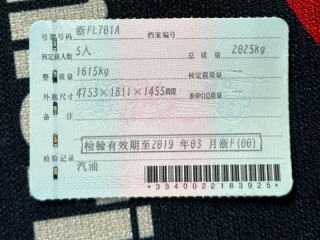 号牌号码 浙FL701A 档案编号
核定载人数 5人 总质量 2025kg
整备质量 1615kg 核定载质量 --
外廓尺寸 4753×1811×1455mm 准牵引总质量 --
备注
检验有效期至2019 年03 月浙F(00)
检验记录
汽油
*3340022183925*